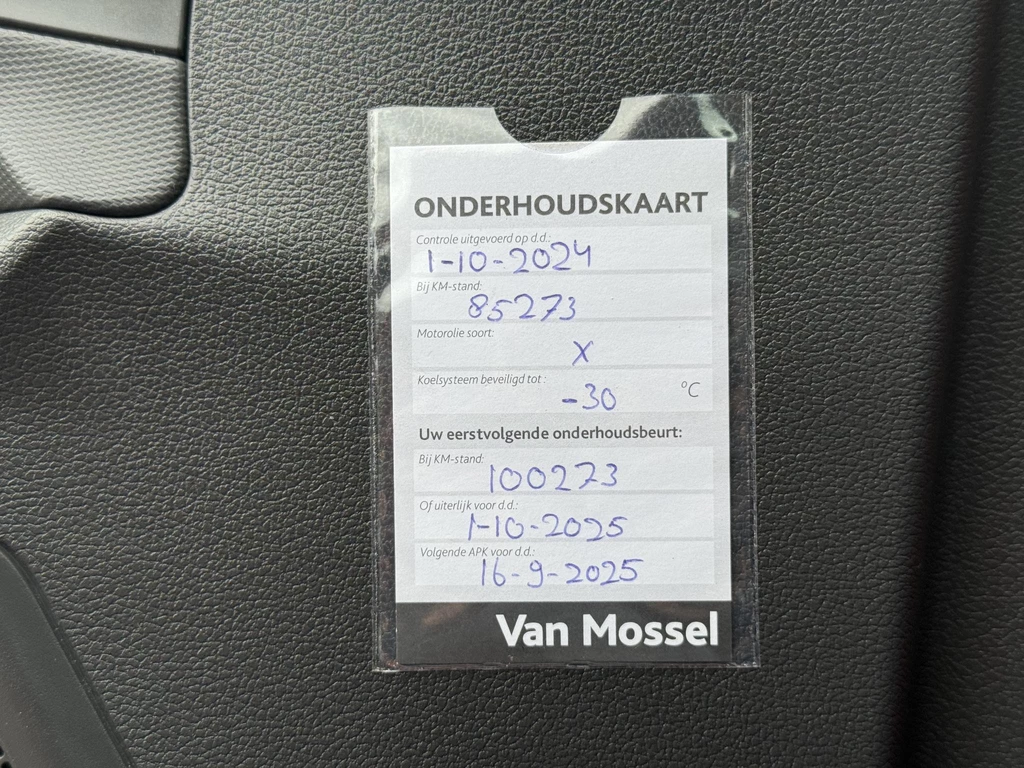 ONDERHOUDSKAART
Controle uitgevoerd op d.d.:
1-10-2024
Bij KM-stand:
85273
Motorolie soort:
X
Koelsysteem beveiligd tot :
-30 °C
Uw eerstvolgende onderhoudsbeurt:
Bij KM-stand:
100273
Of uiterlijk voor d.d.:
1-10-2025
Volgende APK voor d.d.:
16-9-2025
Van Mossel